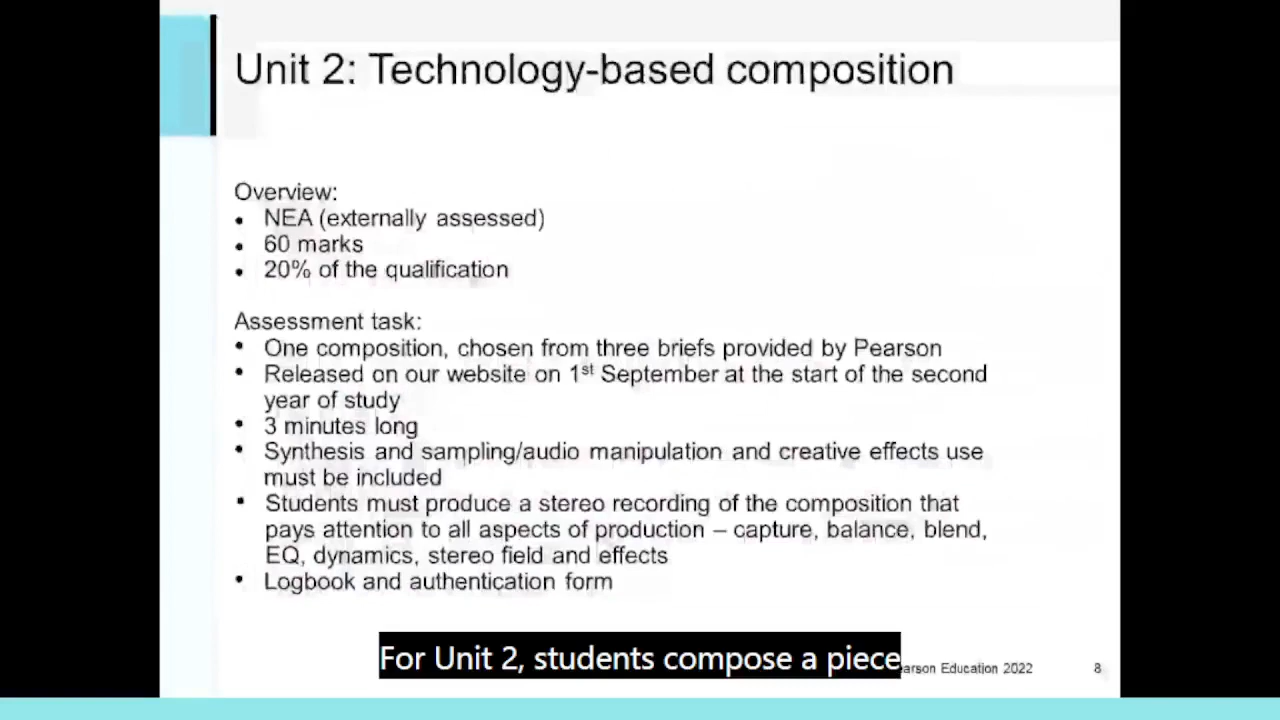 Unit 2: Technology-based composition
Overview:
• NEA (externally assessed)
• 60 marks
• 20% of the qualification
Assessment task:
• One composition, chosen from three briefs provided by Pearson
• Released on our website on 1st September at the start of the second
year of study
• 3 minutes long
• Synthesis and sampling/audio manipulation and creative effects use
must be included
• Students must produce a stereo recording of the composition that
pays attention to all aspects of production – capture, balance, blend,
EQ, dynamics, stereo field and effects
• Logbook and authentication form
For Unit 2, students compose a piece
arson Education 2022 8